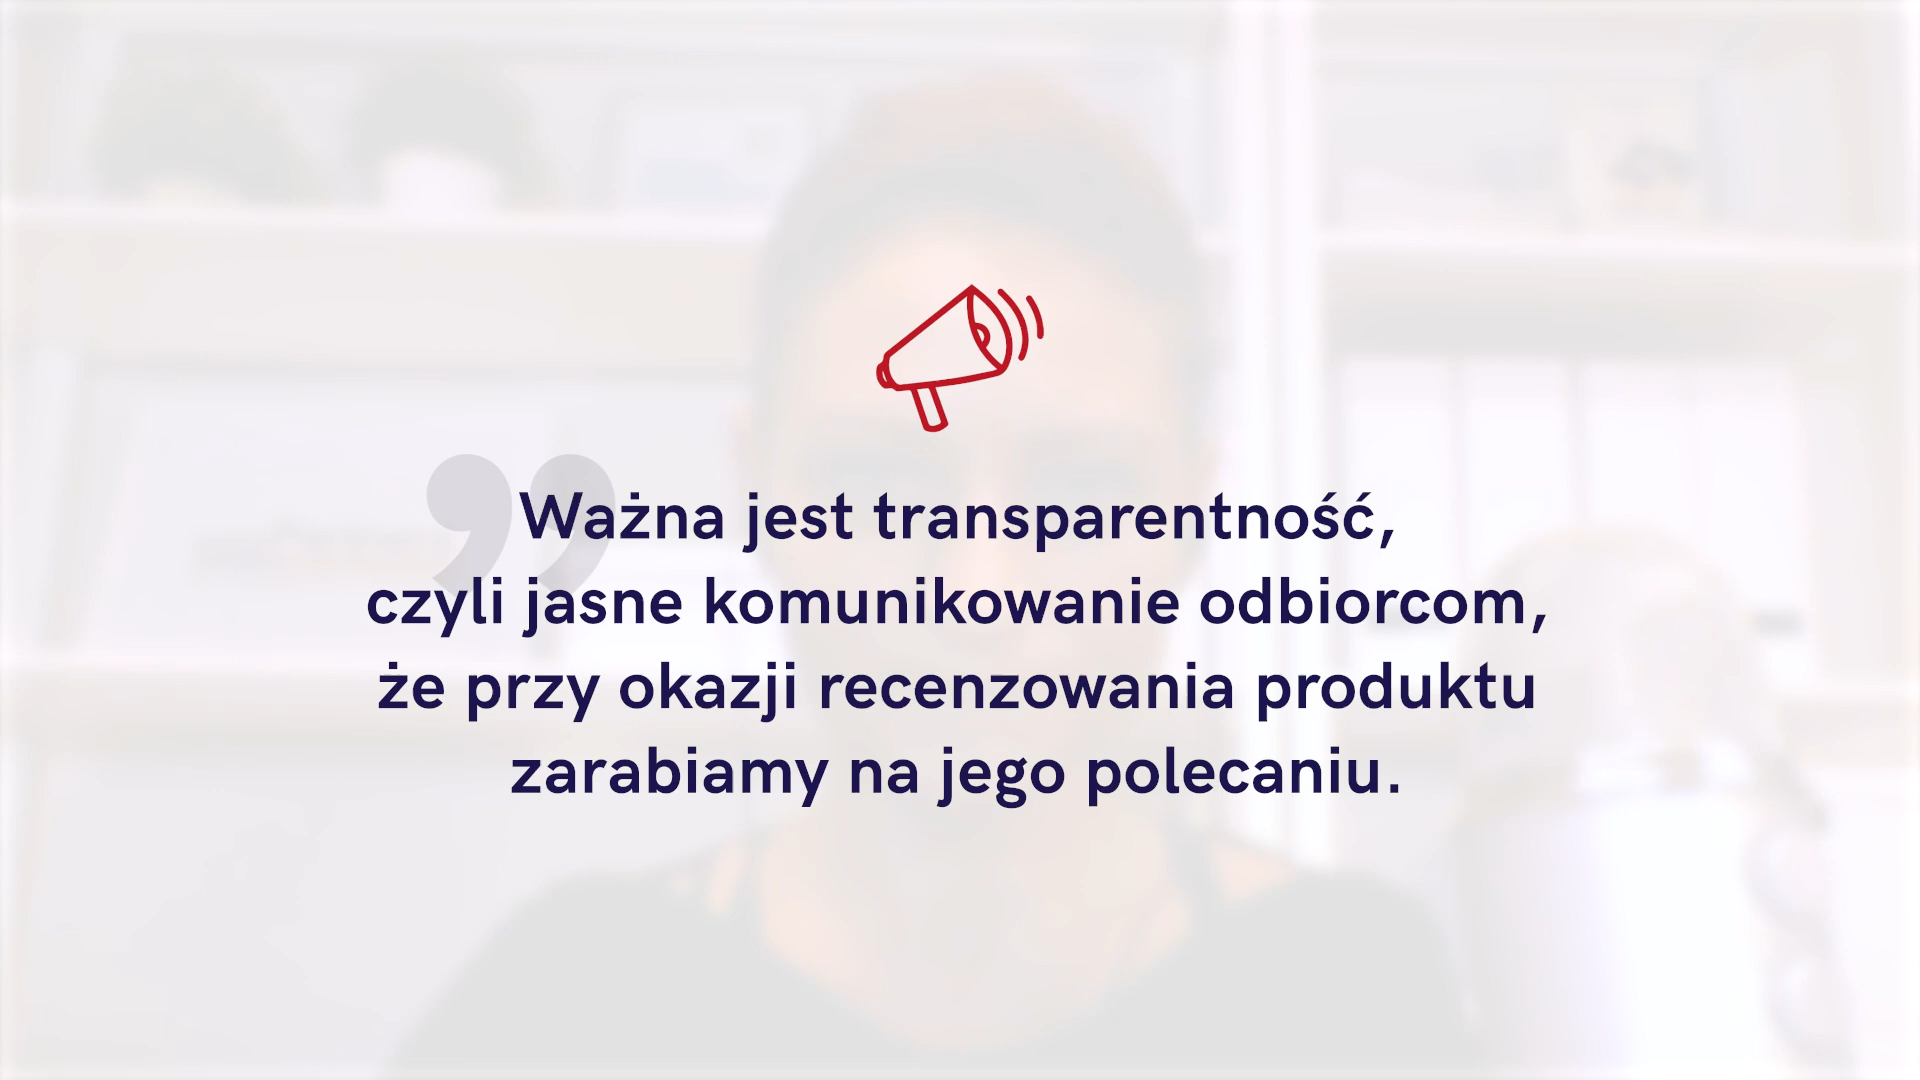 Ważna jest transparentność,
czyli jasne komunikowanie odbiorcom,
że przy okazji recenzowania produktu
zarabiamy na jego polecaniu.